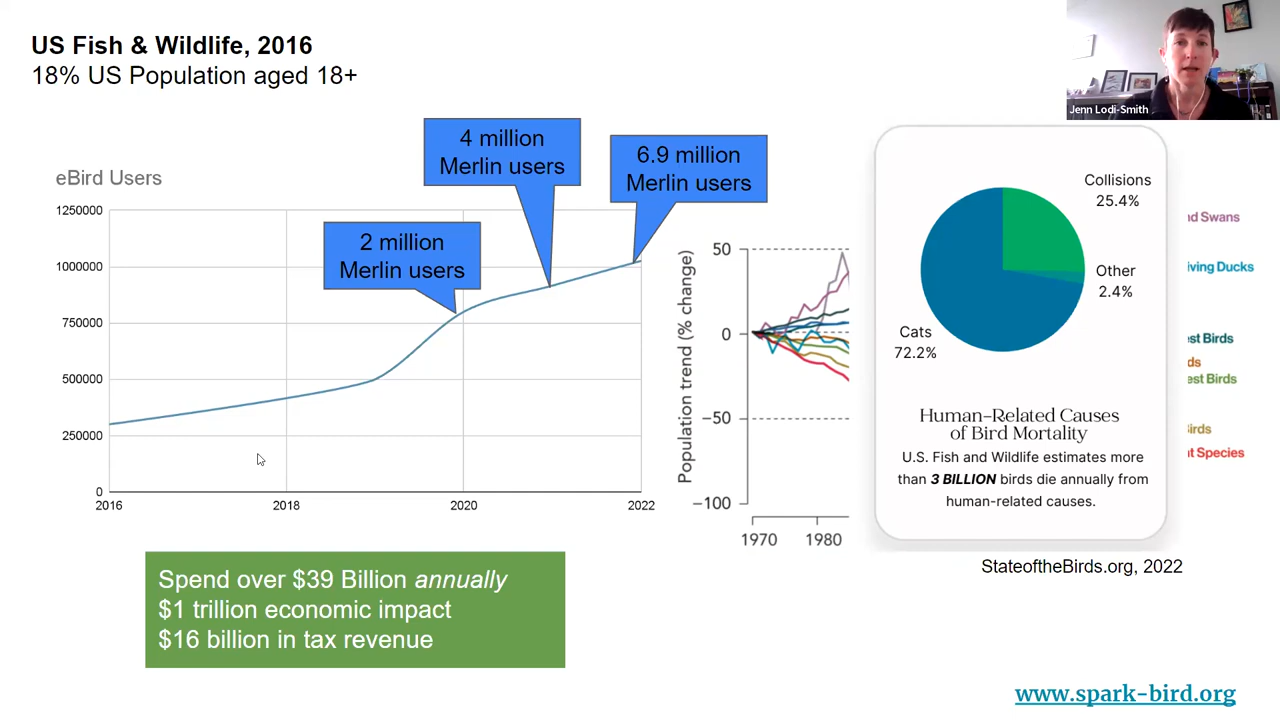 US Fish & Wildlife, 2016
18% US Population aged 18+
Jenn Lodi-Smith
4 million
Merlin users
6.9 million
Merlin users
2 million
Merlin users
eBird Users
1250000
1000000
750000
500000
250000
0
2016
2018
2020
2022
Population trend (% change)
50
0
−50
−100
1970
1980
Collisions
25.4%
Other
2.4%
Cats
72.2%
Human-Related Causes
of Bird Mortality
U.S. Fish and Wildlife estimates more
than 3 BILLION birds die annually from
human-related causes.
Swans
Ducks
Birds
Birds
Species
StateoftheBirds.org, 2022
Spend over $39 Billion annually
$1 trillion economic impact
$16 billion in tax revenue
www.spark-bird.org